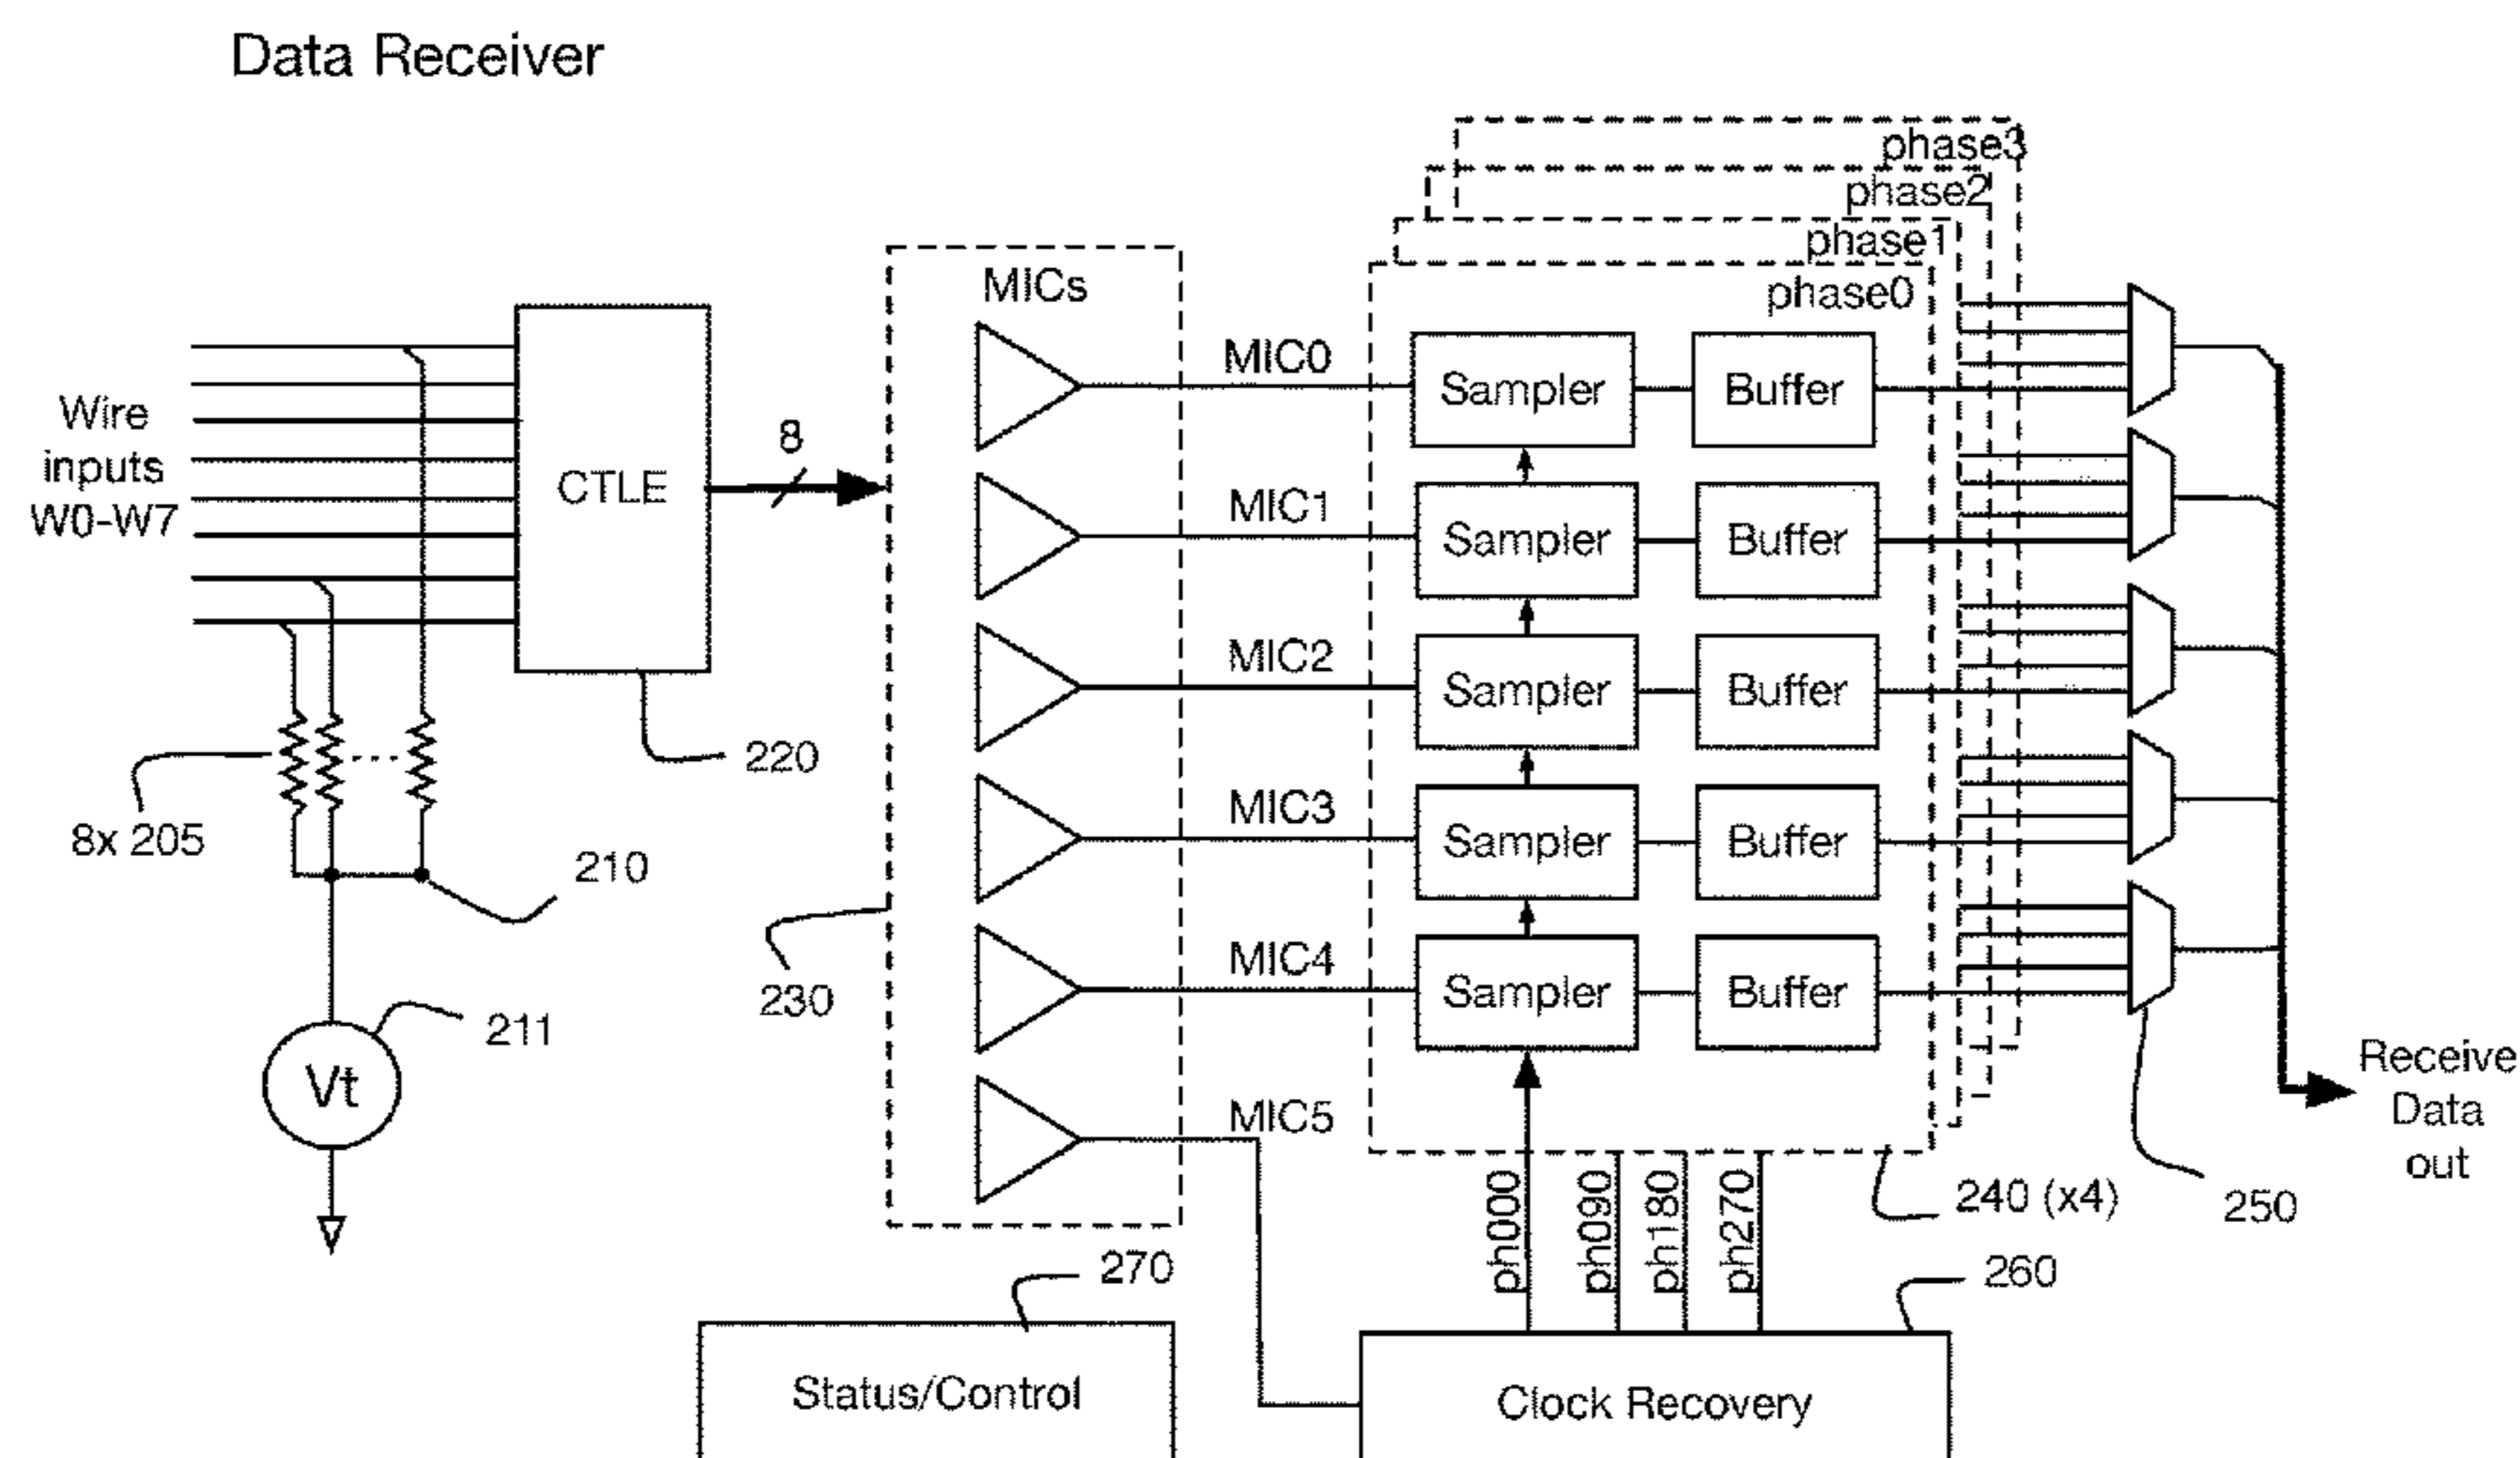 Data Receiver
phase3
phase2
phase1
phase0
MICs
Wire
inputs
W0-W7
CTLE
8
MIC0
Sampler
Buffer
MIC1
Sampler
Buffer
MIC2
Sampler
Buffer
MIC3
Sampler
Buffer
MIC4
Sampler
Buffer
MIC5
220
8x 205
210
230
211
Vt
Receive
Data
out
ph000
ph090
ph180
ph270
240 (x4)
250
270
260
Status/Control
Clock Recovery